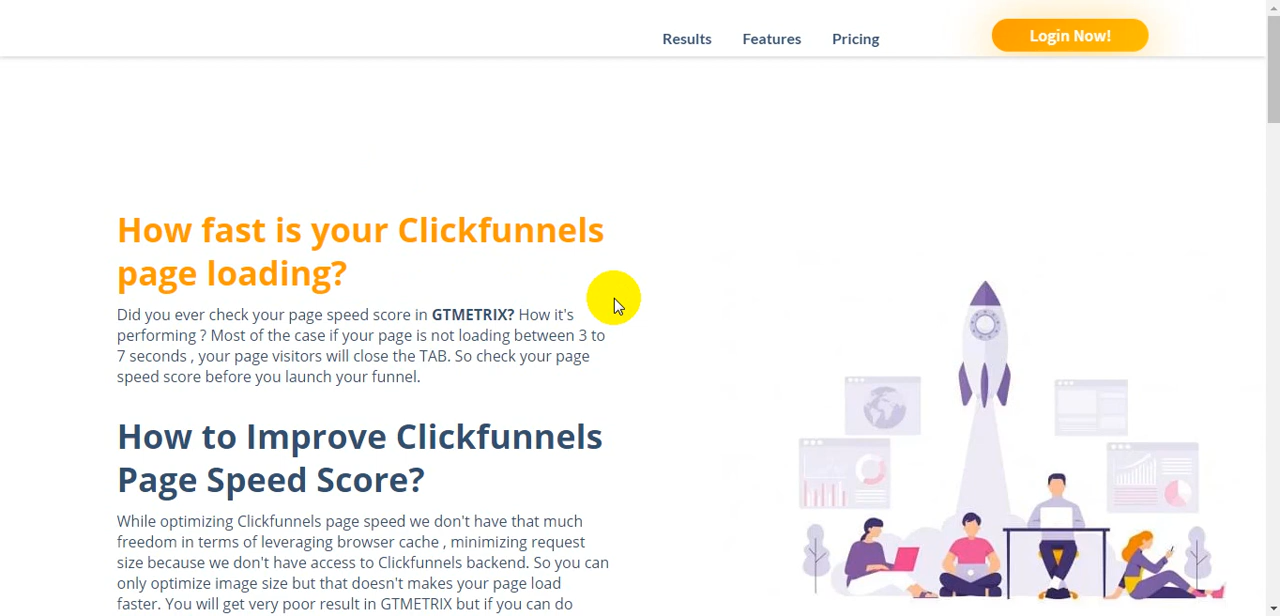 Results Features Pricing Login Now!
How fast is your Clickfunnels
page loading?
Did you ever check your page speed score in GTMETRIX? How it's
performing ? Most of the case if your page is not loading between 3 to
7 seconds , your page visitors will close the TAB. So check your page
speed score before you launch your funnel.
How to Improve Clickfunnels
Page Speed Score?
While optimizing Clickfunnels page speed we don't have that much
freedom in terms of leveraging browser cache , minimizing request
size because we don't have access to Clickfunnels backend. So you can
only optimize image size but that doesn't makes your page load
faster. You will get very poor result in GTMETRIX but if you can do